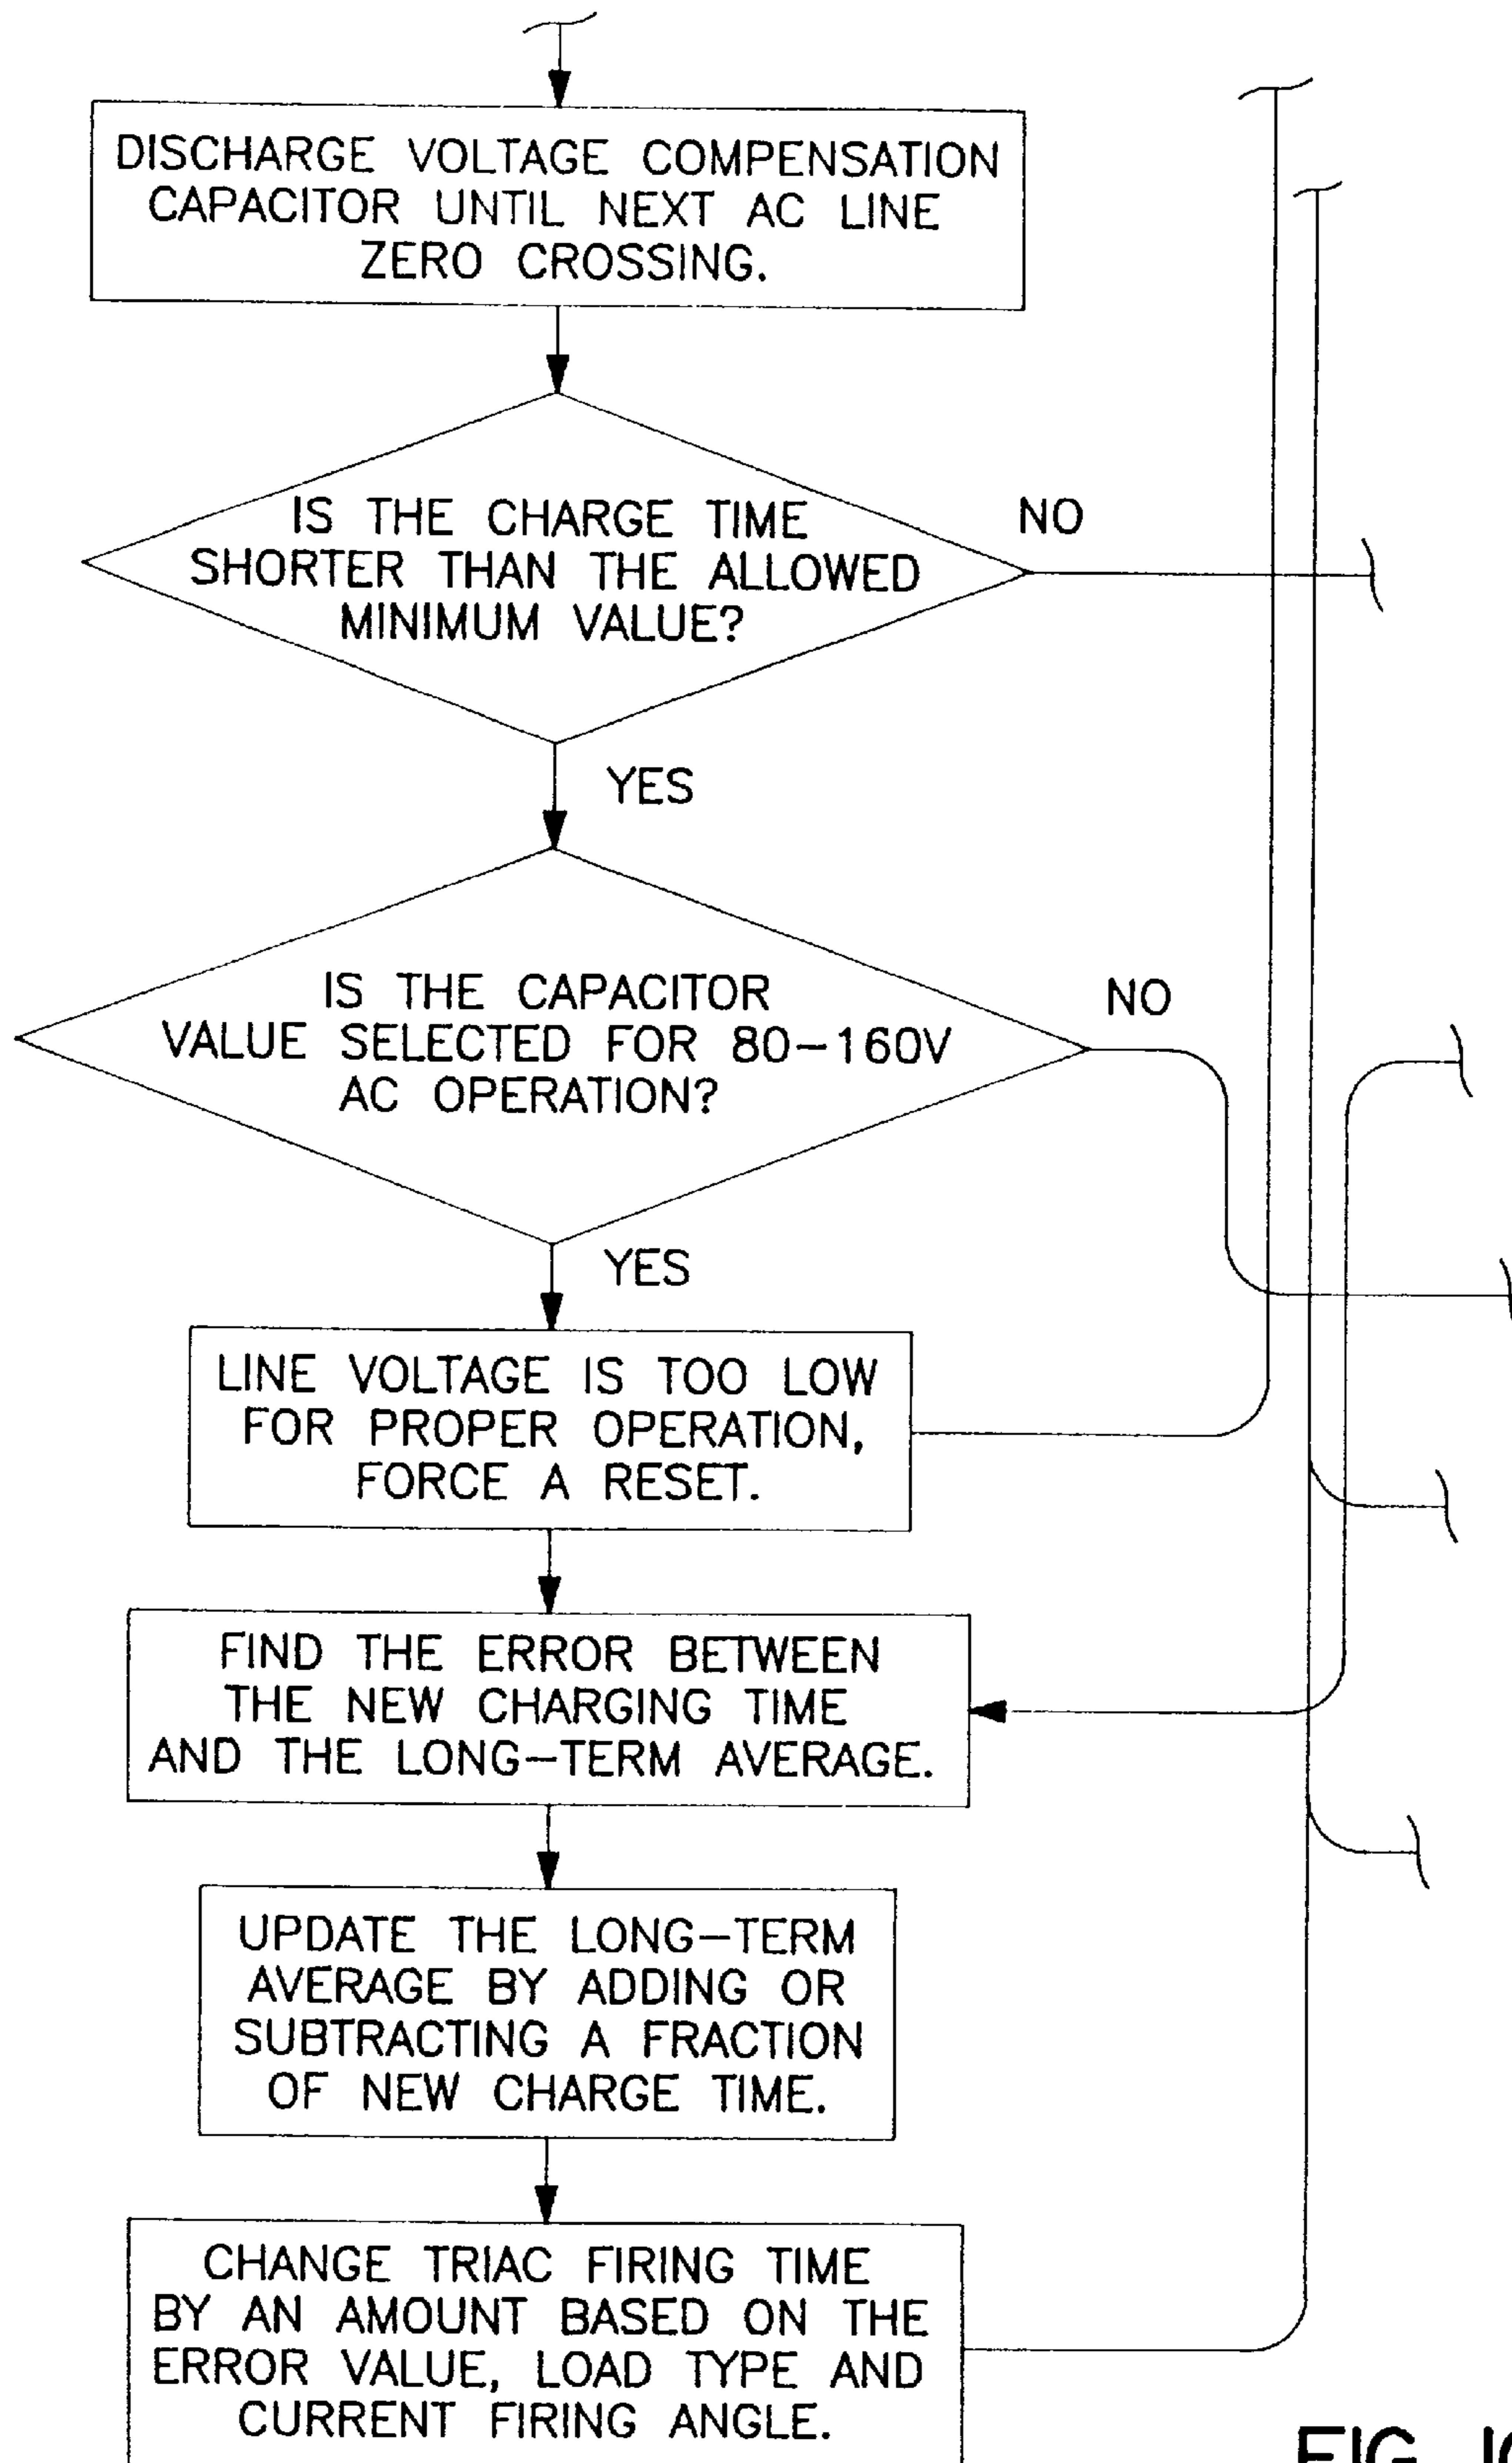 DISCHARGE VOLTAGE COMPENSATION
CAPACITOR UNTIL NEXT AC LINE
ZERO CROSSING.
IS THE CHARGE TIME
SHORTER THAN THE ALLOWED
MINIMUM VALUE?
NO
YES
IS THE CAPACITOR
VALUE SELECTED FOR 80-160V
AC OPERATION?
NO
YES
LINE VOLTAGE IS TOO LOW
FOR PROPER OPERATION,
FORCE A RESET.
FIND THE ERROR BETWEEN
THE NEW CHARGING TIME
AND THE LONG-TERM AVERAGE.
UPDATE THE LONG-TERM
AVERAGE BY ADDING OR
SUBTRACTING A FRACTION
OF NEW CHARGE TIME.
CHANGE TRIAC FIRING TIME
BY AN AMOUNT BASED ON THE
ERROR VALUE, LOAD TYPE AND
CURRENT FIRING ANGLE.
FIG.